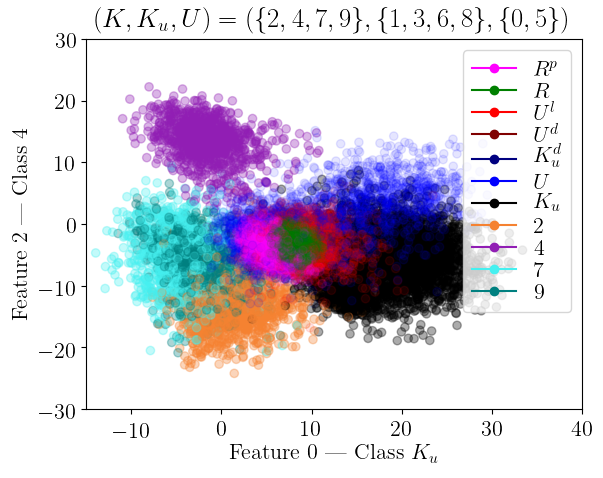 (K, K_u, U) = ({2, 4, 7, 9}, {1, 3, 6, 8}, {0, 5})
30
20
10
0
−10
−20
−30
Feature 2 — Class 4
R^p
R
U^l
U^d
K_u^d
U
K_u
2
4
7
9
−10 0 10 20 30 40
Feature 0 — Class K_u